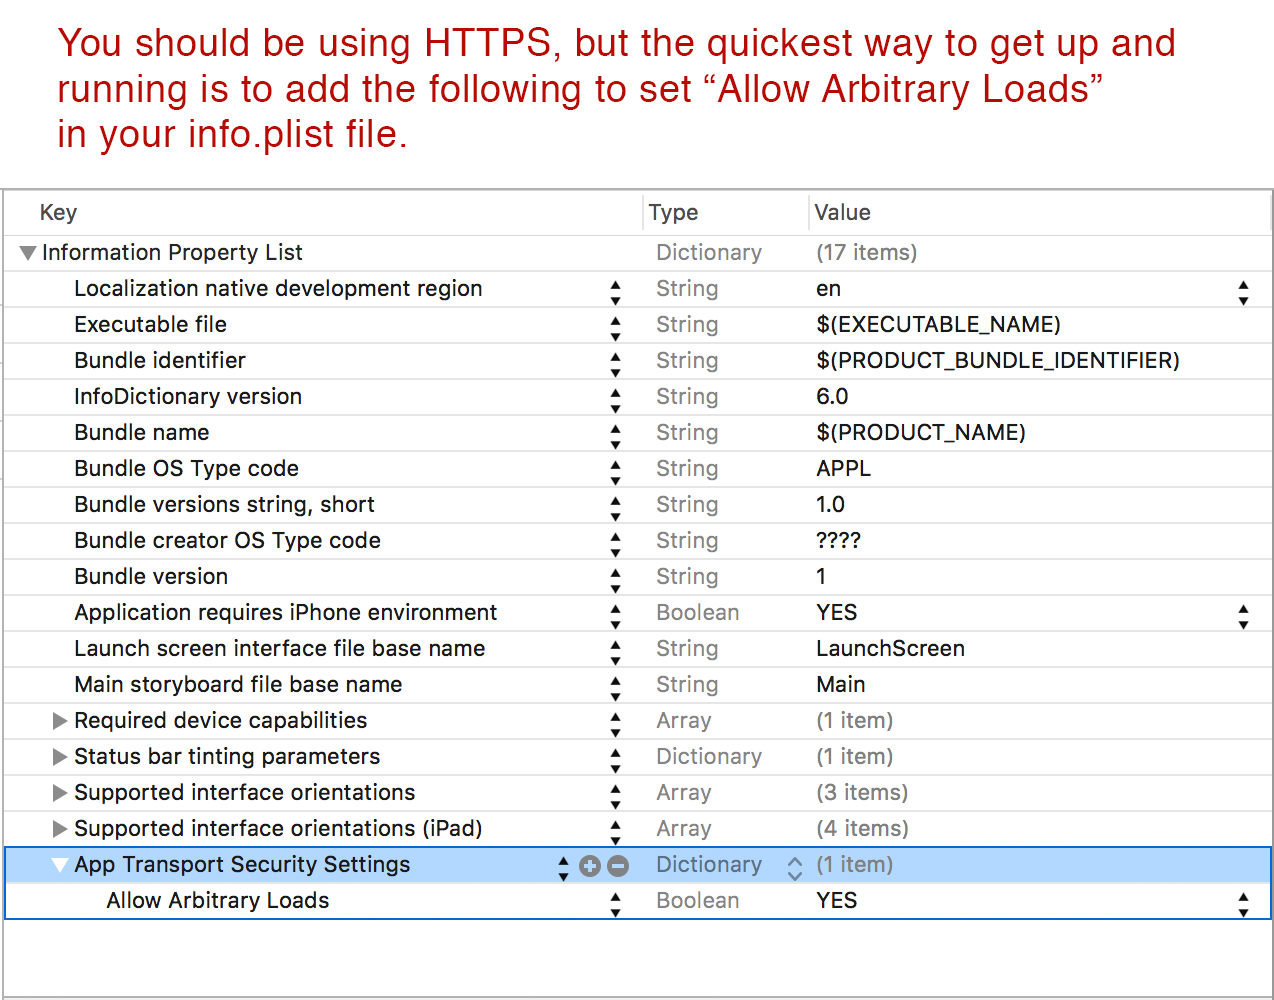 You should be using HTTPS, but the quickest way to get up and
running is to add the following to set “Allow Arbitrary Loads”
in your info.plist file.
Key Type Value
Information Property List Dictionary (17 items)
Localization native development region String en
Executable file String $(EXECUTABLE_NAME)
Bundle identifier String $(PRODUCT_BUNDLE_IDENTIFIER)
InfoDictionary version String 6.0
Bundle name String $(PRODUCT_NAME)
Bundle OS Type code String APPL
Bundle versions string, short String 1.0
Bundle creator OS Type code String ????
Bundle version String 1
Application requires iPhone environment Boolean YES
Launch screen interface file base name String LaunchScreen
Main storyboard file base name String Main
Required device capabilities Array (1 item)
Status bar tinting parameters Dictionary (1 item)
Supported interface orientations Array (3 items)
Supported interface orientations (iPad) Array (4 items)
App Transport Security Settings Dictionary (1 item)
Allow Arbitrary Loads Boolean YES